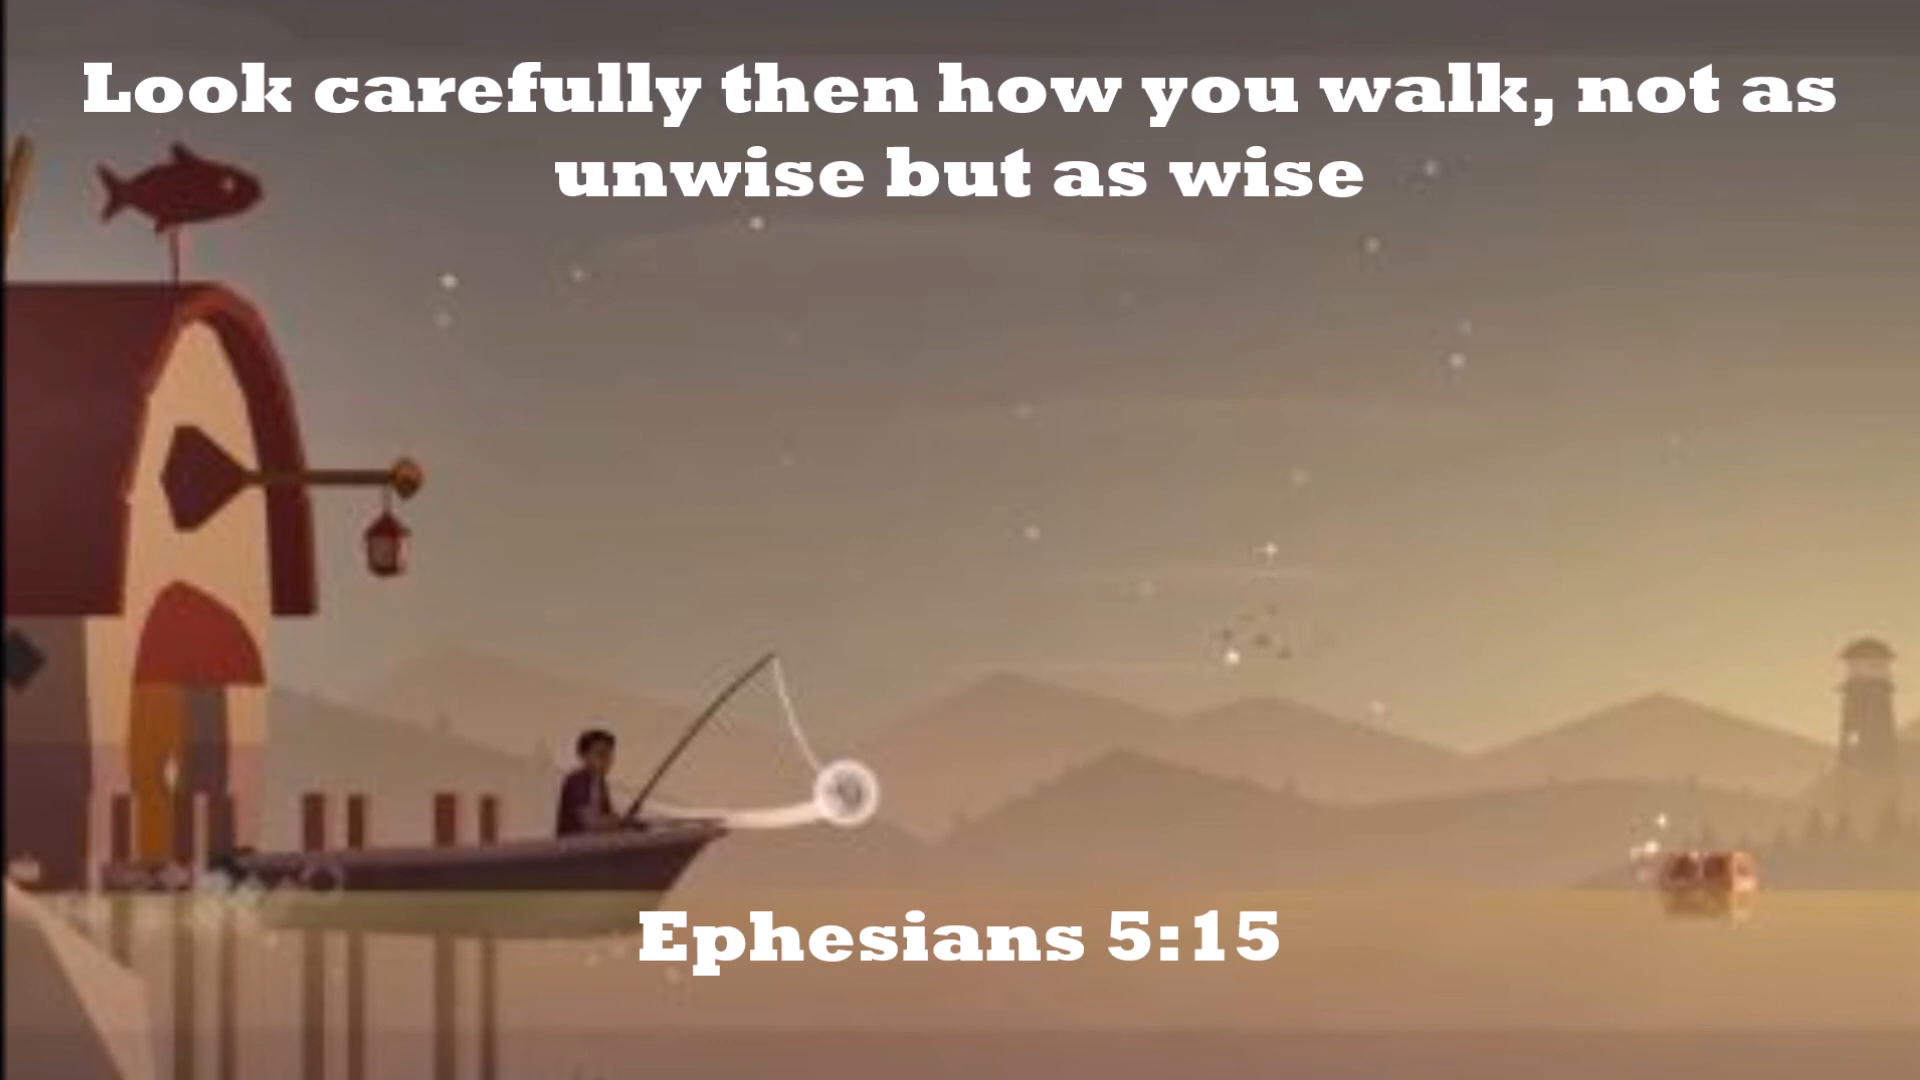 Look carefully then how you walk, not as
unwise but as wise
Ephesians 5:15